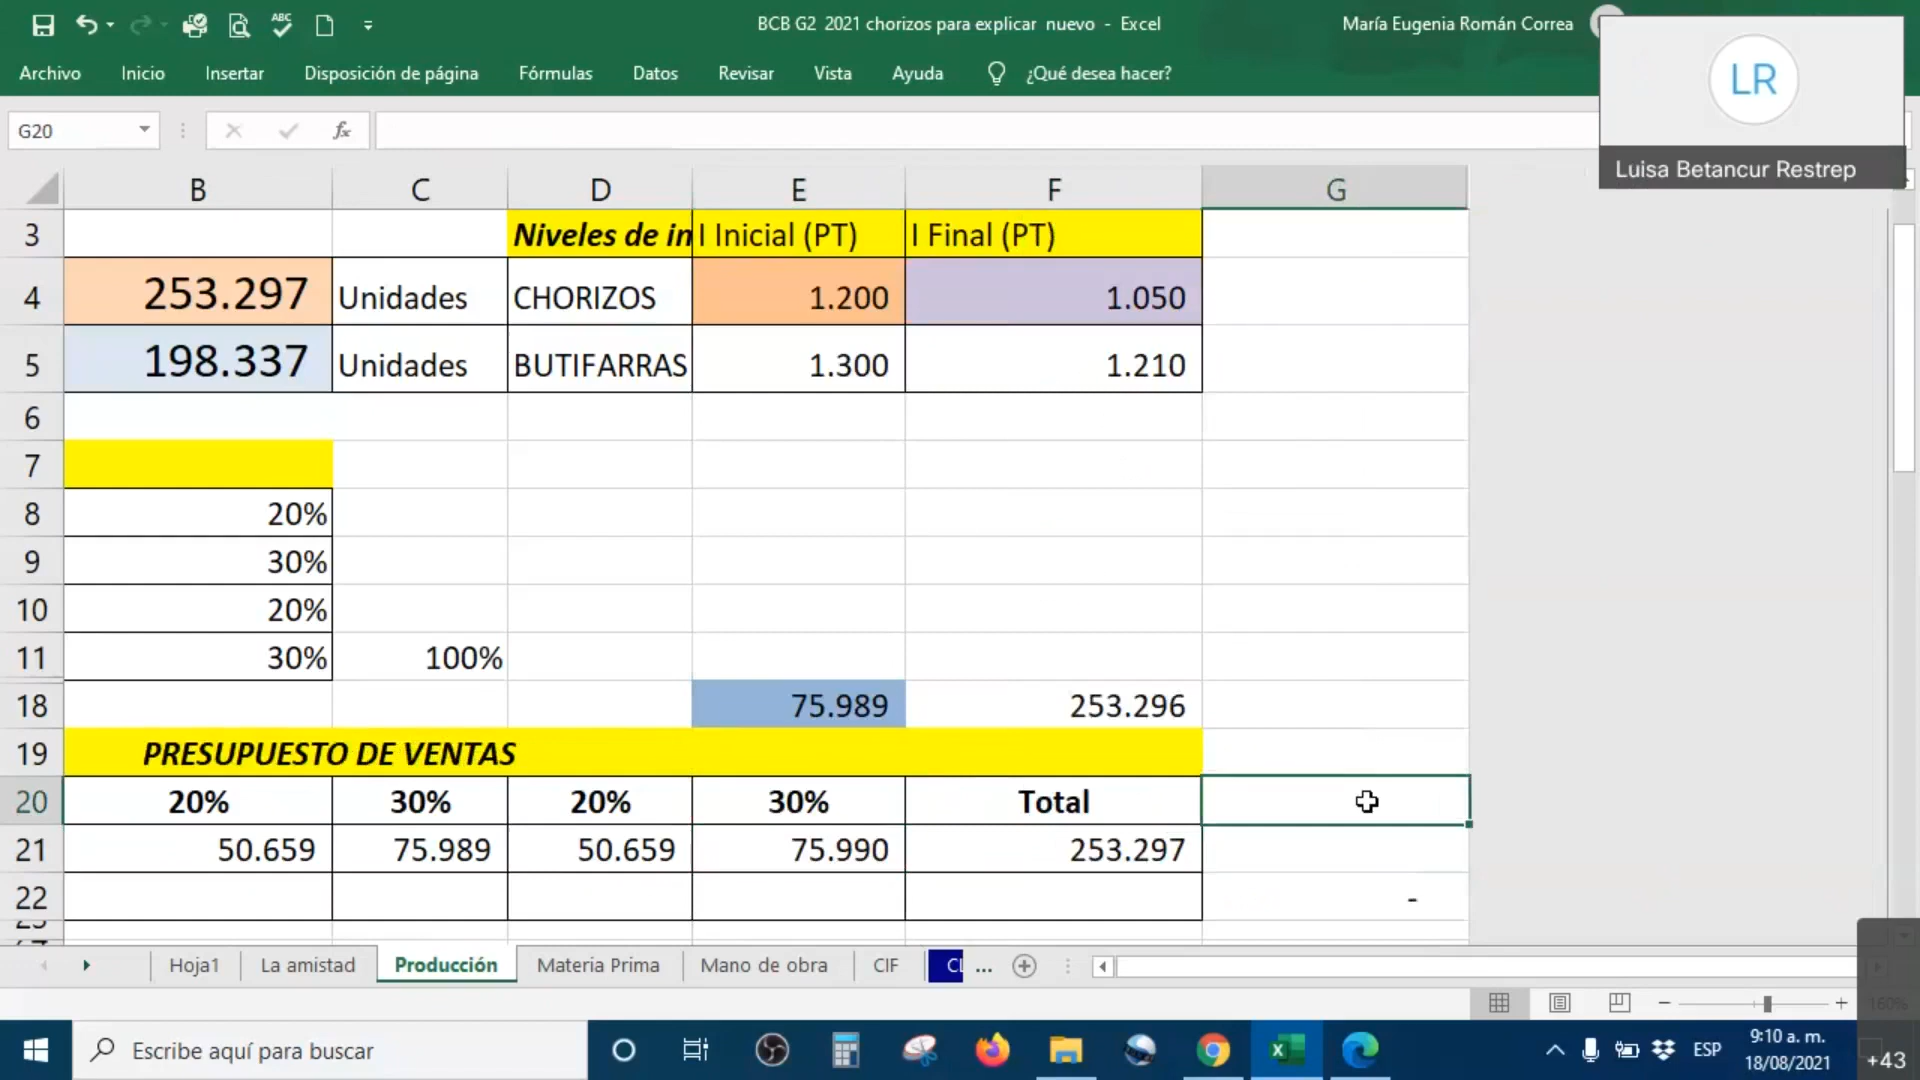 BCB G2 2021 chorizos para explicar nuevo - Excel
María Eugenia Román Correa
Archivo Inicio Insertar Disposición de página Fórmulas Datos Revisar Vista Ayuda ¿Qué desea hacer?
LR
Luisa Betancur Restrep
G20 fx
B C D E F G
3 Niveles de in I Inicial (PT) I Final (PT)
4 253.297 Unidades CHORIZOS 1.200 1.050
5 198.337 Unidades BUTIFARRAS 1.300 1.210
6
7
8 20%
9 30%
10 20%
11 30% 100%
18 75.989 253.296
19 PRESUPUESTO DE VENTAS
20 20% 30% 20% 30% Total
21 50.659 75.989 50.659 75.990 253.297
22 -
Hoja1 La amistad Producción Materia Prima Mano de obra CIF ...
160%
Escribe aquí para buscar
ESP
9:10 a. m.
18/08/2021
+43